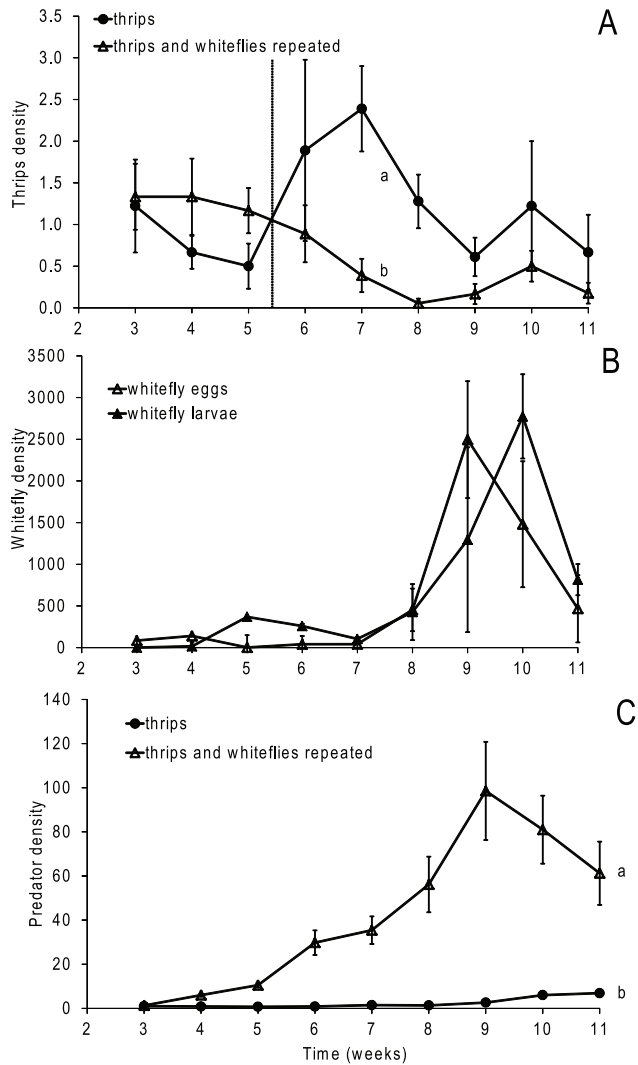 A
thrips
thrips and whiteflies repeated
Thrips density
3.5
3.0
2.5
2.0
1.5
1.0
0.5
0.0
a
b
2 3 4 5 6 7 8 9 10 11
B
whitefly eggs
whitefly larvae
Whitefly density
3500
3000
2500
2000
1500
1000
500
0
2 3 4 5 6 7 8 9 10 11
C
thrips
thrips and whiteflies repeated
Predator density
140
120
100
80
60
40
20
0
a
b
2 3 4 5 6 7 8 9 10 11
Time (weeks)